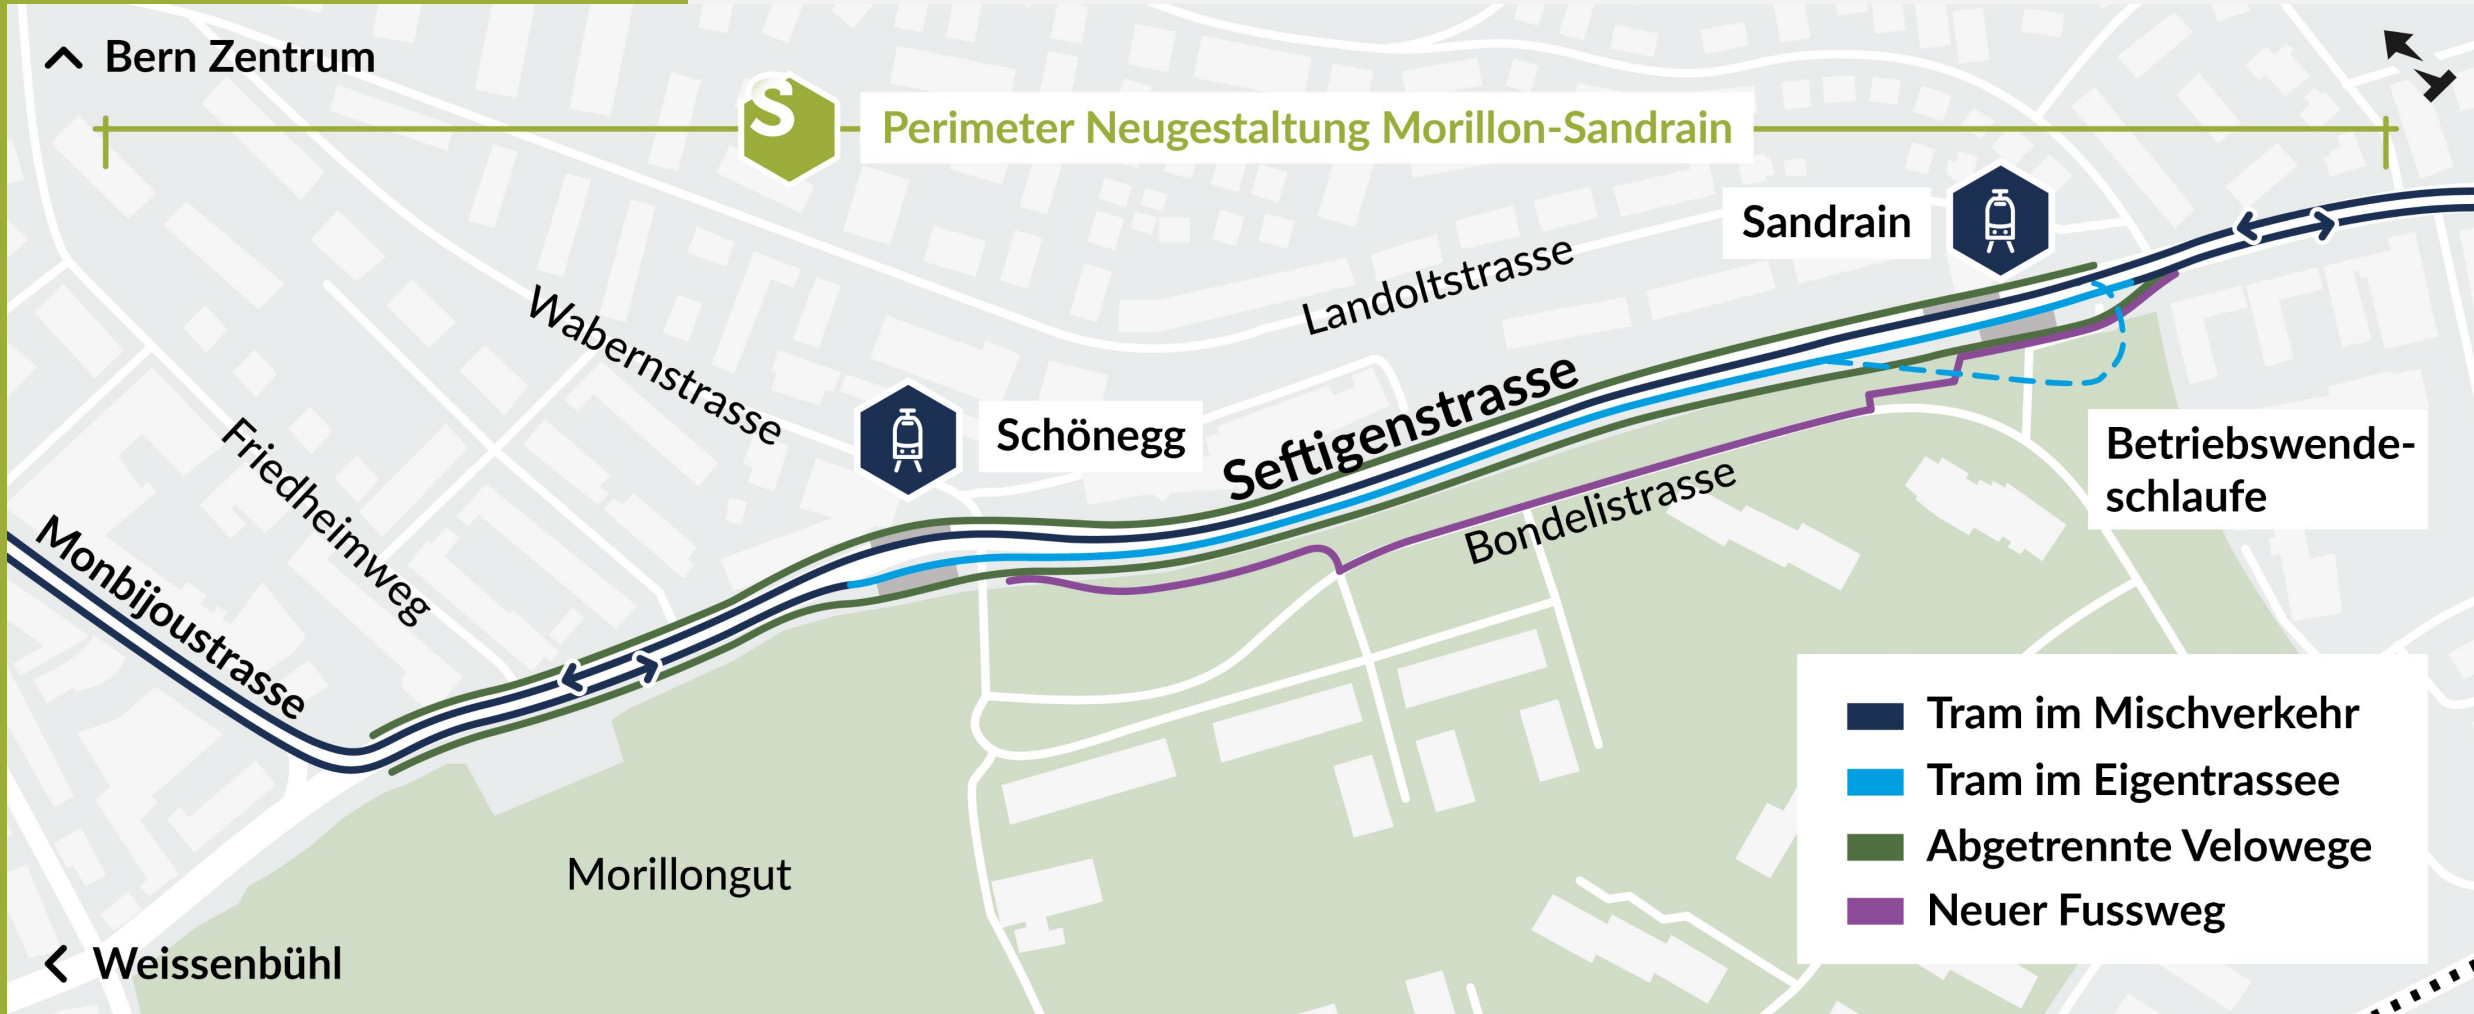 Bern Zentrum
S
Perimeter Neugestaltung Morillon-Sandrain
Sandrain
Landoltstrasse
Wabernstrasse
Schönegg
Seftigenstrasse
Friedheimweg
Bondelistrasse
Betriebswende-
schlaufe
Monbijoustrasse
Morillongut
Weissenbühl
Tram im Mischverkehr
Tram im Eigentrassee
Abgetrennte Velowege
Neuer Fussweg